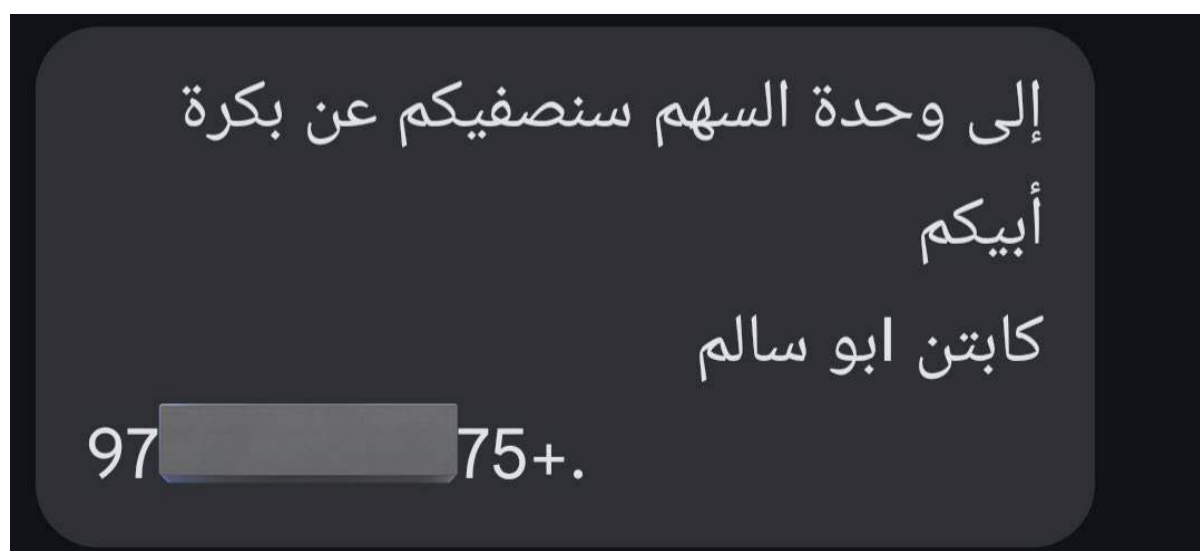 إلى وحدة السهم سنصفيكم عن بكرة
أبيكم
كابتن ابو سالم
97 75+.